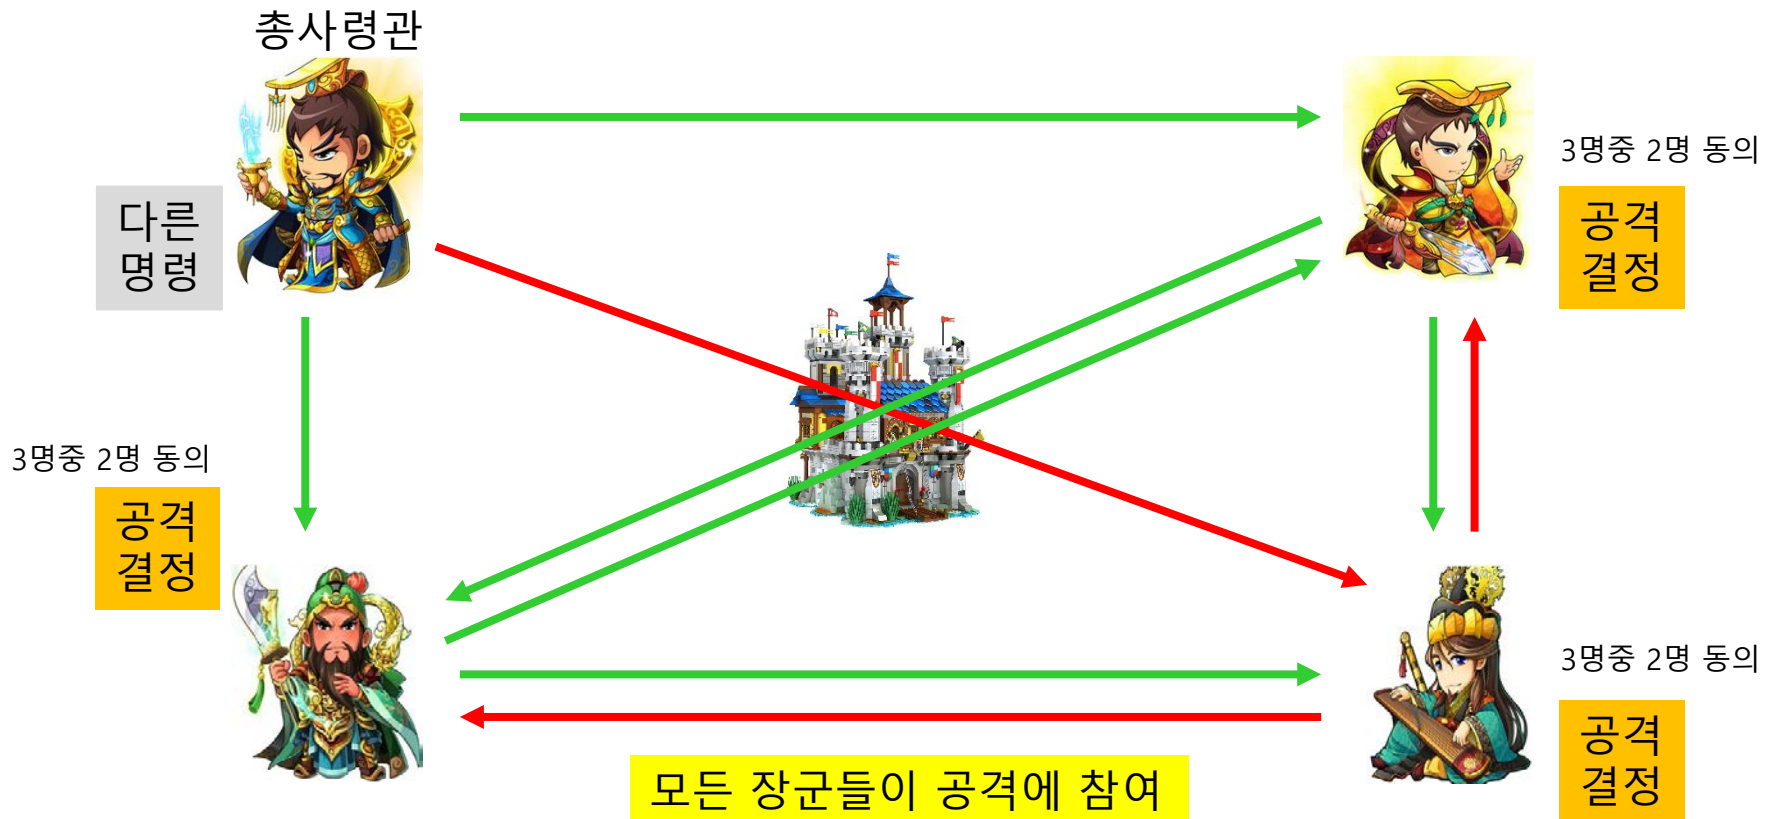 총사령관
3명중 2명 동의
다른
명령
공격
결정
3명중 2명 동의
공격
결정
3명중 2명 동의
공격
결정
모든 장군들이 공격에 참여